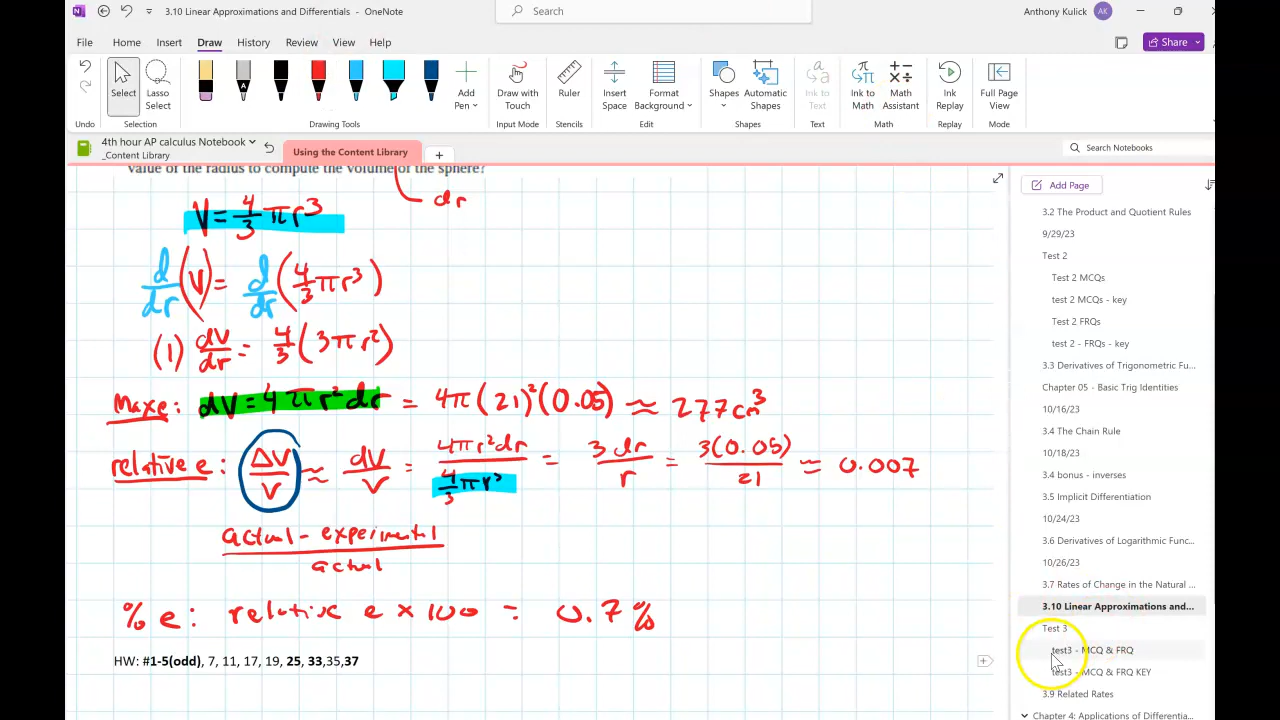 3.10 Linear Approximations and Differentials - OneNote
Search
Anthony Kulick AK
File Home Insert Draw History Review View Help
Share
Undo
Select
Lasso Select
Selection
Add Pen
Drawing Tools
Draw with Touch
Input Mode
Ruler
Stencils
Insert Space
Format Background
Edit
Shapes
Automatic Shapes
Shapes
Ink to Text
Text
Ink to Math
Math Assistant
Math
Ink Replay
Replay
Full Page View
Mode
4th hour AP calculus Notebook
_Content Library
Using the Content Library
+
Search Notebooks
value of the radius to compute the volume of the sphere?
dr
V = 4/3 πr³
d/dr (V) = d/dr (4/3 πr³)
(1) dV/dr = 4/3 (3πr²)
Max e: dV = 4πr²dr = 4π(21)²(0.05) ≈ 277cm³
relative e: ΔV/V ≈ dV/V = 4πr²dr / 4/3 πr³ = 3dr/r = 3(0.05)/21 ≈ 0.007
actual - experimental
actual
% e: relative e × 100 = 0.7%
HW: #1-5(odd), 7, 11, 17, 19, 25, 33,35,37
Add Page
3.2 The Product and Quotient Rules
9/29/23
Test 2
Test 2 MCQs
test 2 MCQs - key
Test 2 FRQs
test 2 - FRQs - key
3.3 Derivatives of Trigonometric Fu...
Chapter 05 - Basic Trig Identities
10/16/23
3.4 The Chain Rule
10/18/23
3.4 bonus - inverses
3.5 Implicit Differentiation
10/24/23
3.6 Derivatives of Logarithmic Func...
10/26/23
3.7 Rates of Change in the Natural ...
3.10 Linear Approximations and...
Test 3
test3 - MCQ & FRQ
test3 - MCQ & FRQ KEY
3.9 Related Rates
Chapter 4: Applications of Differentia...